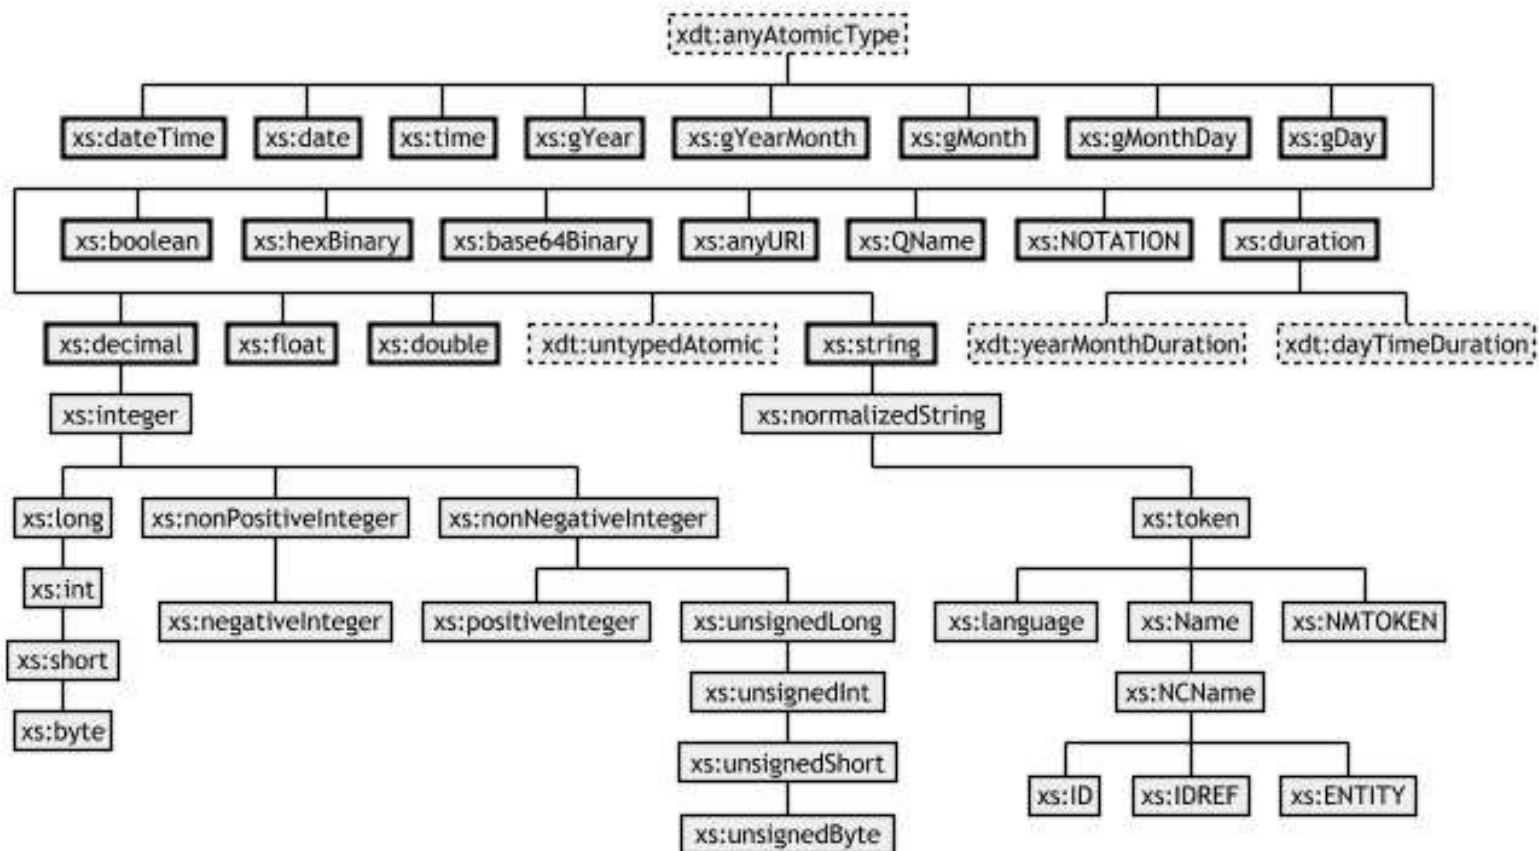 xdt:anyAtomicType
xs:dateTime xs:date xs:time xs:gYear xs:gYearMonth xs:gMonth xs:gMonthDay xs:gDay
xs:boolean xs:hexBinary xs:base64Binary xs:anyURI xs:QName xs:NOTATION xs:duration
xs:decimal xs:float xs:double xdt:untypedAtomic xs:string xdt:yearMonthDuration xdt:dayTimeDuration
xs:integer xs:normalizedString
xs:long xs:nonPositiveInteger xs:nonNegativeInteger xs:token
xs:int
xs:negativeInteger xs:positiveInteger xs:unsignedLong xs:language xs:Name xs:NMTOKEN
xs:short
xs:unsignedInt xs:NCName
xs:byte
xs:unsignedShort
xs:ID xs:IDREF xs:ENTITY
xs:unsignedByte